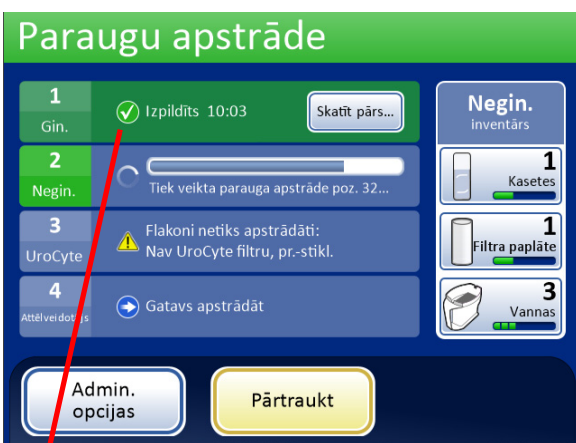 Paraugu apstrāde
1
Gin.
Izpildīts 10:03
Skatīt pārs...
2
Negin.
Tiek veikta parauga apstrāde poz. 32...
3
UroCyte
Flakoni netiks apstrādāti:
Nav UroCyte filtru, pr.-stikl.
4
Attēlveidotājs
Gatavs apstrādāt
Negin.
inventārs
1
Kasetes
1
Filtra paplāte
3
Vannas
Admin.
opcijas
Pārtraukt